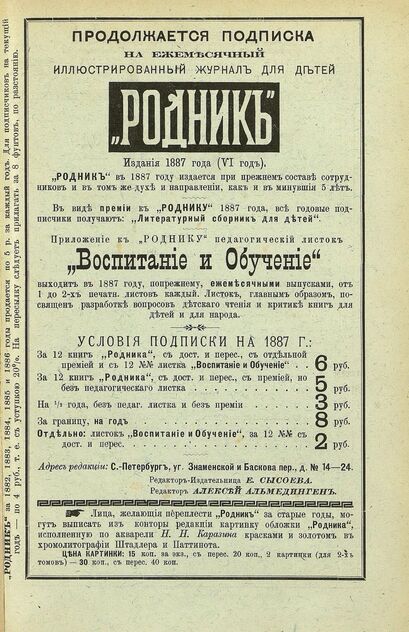 ПРОДОЛЖАЕТСЯ ПОДПИСКА
НА ЕЖЕМѢСЯЧНЫЙ
ИЛЛЮСТРИРОВАННЫЙ ЖУРНАЛЪ ДЛЯ ДѢТЕЙ
„РОДНИКЪ“
Изданія 1887 года (VI годъ).
„РОДНИКЪ“ въ 1887 году издается при прежнемъ составѣ сотруд-
никовъ и въ томъ же духѣ и направленіи, какъ и въ минувшія 5 лѣтъ.
Въ видѣ преміи къ „РОДНИКУ“ 1887 года, всѣ годовые под-
писчики получаютъ: „Литературный сборникъ для дѣтей“.
Приложеніе къ „РОДНИКУ“ педагогическій листокъ
„Воспитаніе и Обученіе“
выходитъ въ 1887 году, попрежнему, ежемѣсячными выпусками, отъ
1 до 2-хъ печатн. листовъ каждый. Листокъ, главнымъ образомъ, по-
священъ разработкѣ вопросовъ дѣтскаго чтенія и критикѣ книгъ для
дѣтей и для народа.
УСЛОВІЯ ПОДПИСКИ НА 1887 Г.:
За 12 книгъ „Родника“, съ дост. и перес., съ отдѣльной
преміей и съ 12 №№ листка „Воспитаніе и Обученіе“ . 6 руб.
За 12 книгъ „Родника“, съ дост. и перес., съ преміей, но
безъ педагогическаго листка . . . . 5 руб.
На ½ года, безъ педаг. листка и безъ преміи . . . . 3 руб.
За границу, на годъ . . . . 8 руб.
Отдѣльно: листокъ „Воспитаніе и Обученіе“, за 12 №№ съ
дост. и перес. . . . . 2 руб.
Адресъ редакціи: С.-Петербургъ, уг. Знаменской и Баскова пер., д. № 14—24.
Редакторъ-Издательница Е. СЫСОЕВА.
Редакторъ АЛЕКСѢЙ АЛЬМЕДИНГЕНЪ.
☛ Лица, желающія переплести „Родникъ“ за старые годы, мо-
гутъ выписать изъ конторы редакціи картинку обложки „Родника“,
исполненную по акварели Н. Н. Каразина красками и золотомъ въ
хромолитографіи Штадлера и Паттинота.
ЦѢНА КАРТИНКИ: 15 коп. за экз., съ перес. 20 коп., 2 картинки (для 2-хъ
томовъ) — 30 коп., съ перес. 40 коп.
„РОДНИКЪ“ за 1882, 1883, 1884, 1885 и 1886 годы продается по 5 р. за каждый годъ. Для подписчиковъ на текущій
годъ — по 4 руб., т. е. съ уступкою 20%. На пересылку слѣдуетъ прилагать за 8 фунтовъ, по разстоянію.